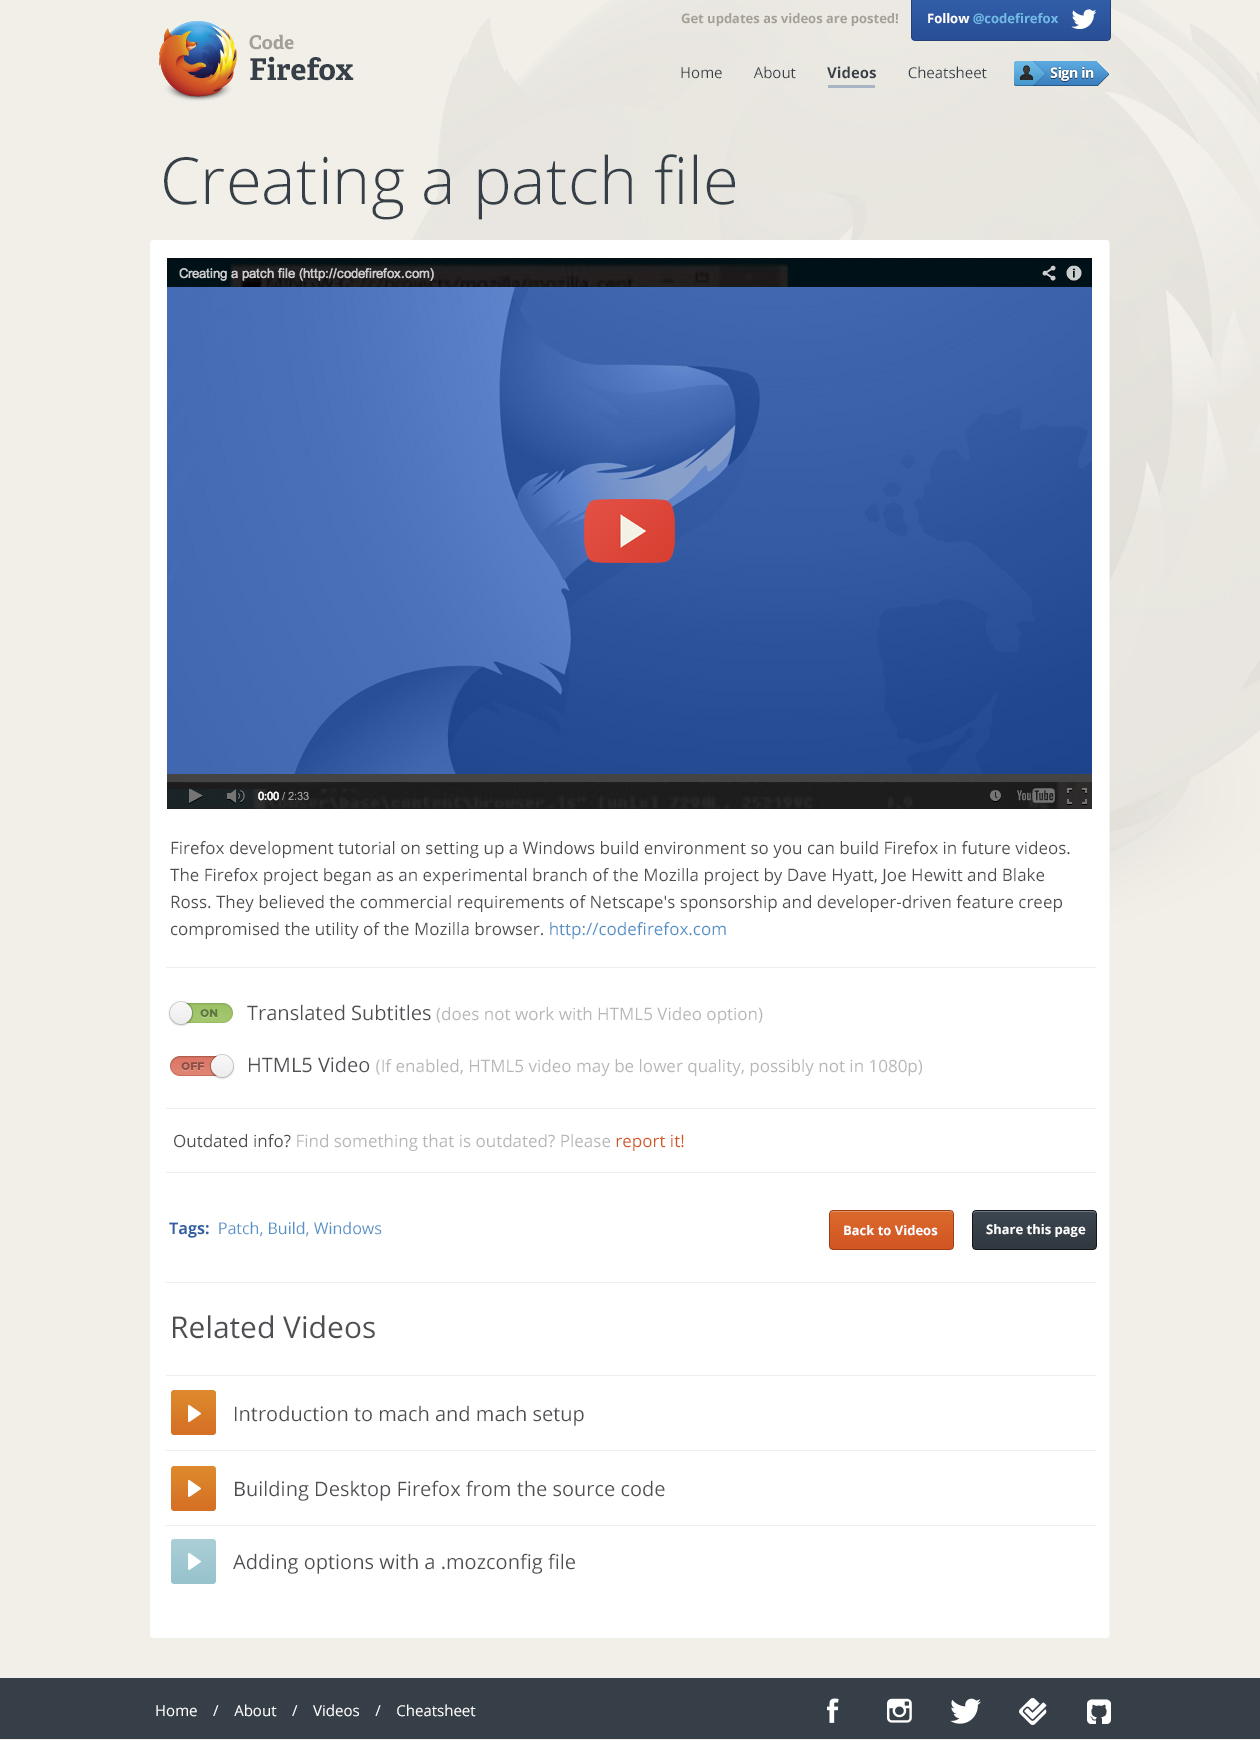 Get updates as videos are posted!
Follow @codefirefox
Code
Firefox
Home About Videos Cheatsheet Sign in
Creating a patch file
Creating a patch file (http://codefirefox.com)
0:00 / 2:33
YouTube
Firefox development tutorial on setting up a Windows build environment so you can build Firefox in future videos.
The Firefox project began as an experimental branch of the Mozilla project by Dave Hyatt, Joe Hewitt and Blake
Ross. They believed the commercial requirements of Netscape's sponsorship and developer-driven feature creep
compromised the utility of the Mozilla browser. http://codefirefox.com
ON Translated Subtitles (does not work with HTML5 Video option)
OFF HTML5 Video (If enabled, HTML5 video may be lower quality, possibly not in 1080p)
Outdated info? Find something that is outdated? Please report it!
Tags: Patch, Build, Windows
Back to Videos
Share this page
Related Videos
Introduction to mach and mach setup
Building Desktop Firefox from the source code
Adding options with a .mozconfig file
Home / About / Videos / Cheatsheet